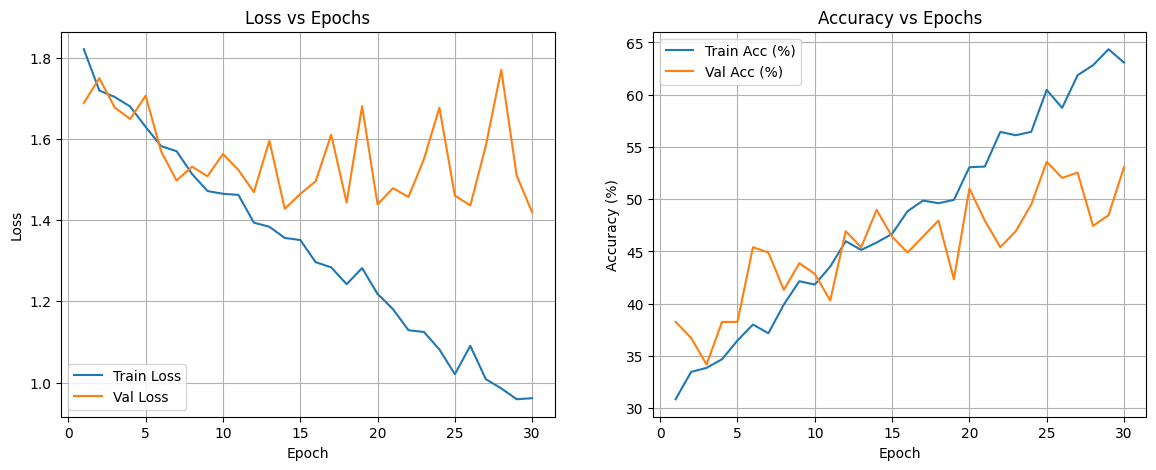 Loss vs Epochs
1.8
1.6
1.4
1.2
1.0
Loss
Train Loss
Val Loss
0 5 10 15 20 25 30
Epoch
Accuracy vs Epochs
65
60
55
50
45
40
35
30
Accuracy (%)
Train Acc (%)
Val Acc (%)
0 5 10 15 20 25 30
Epoch